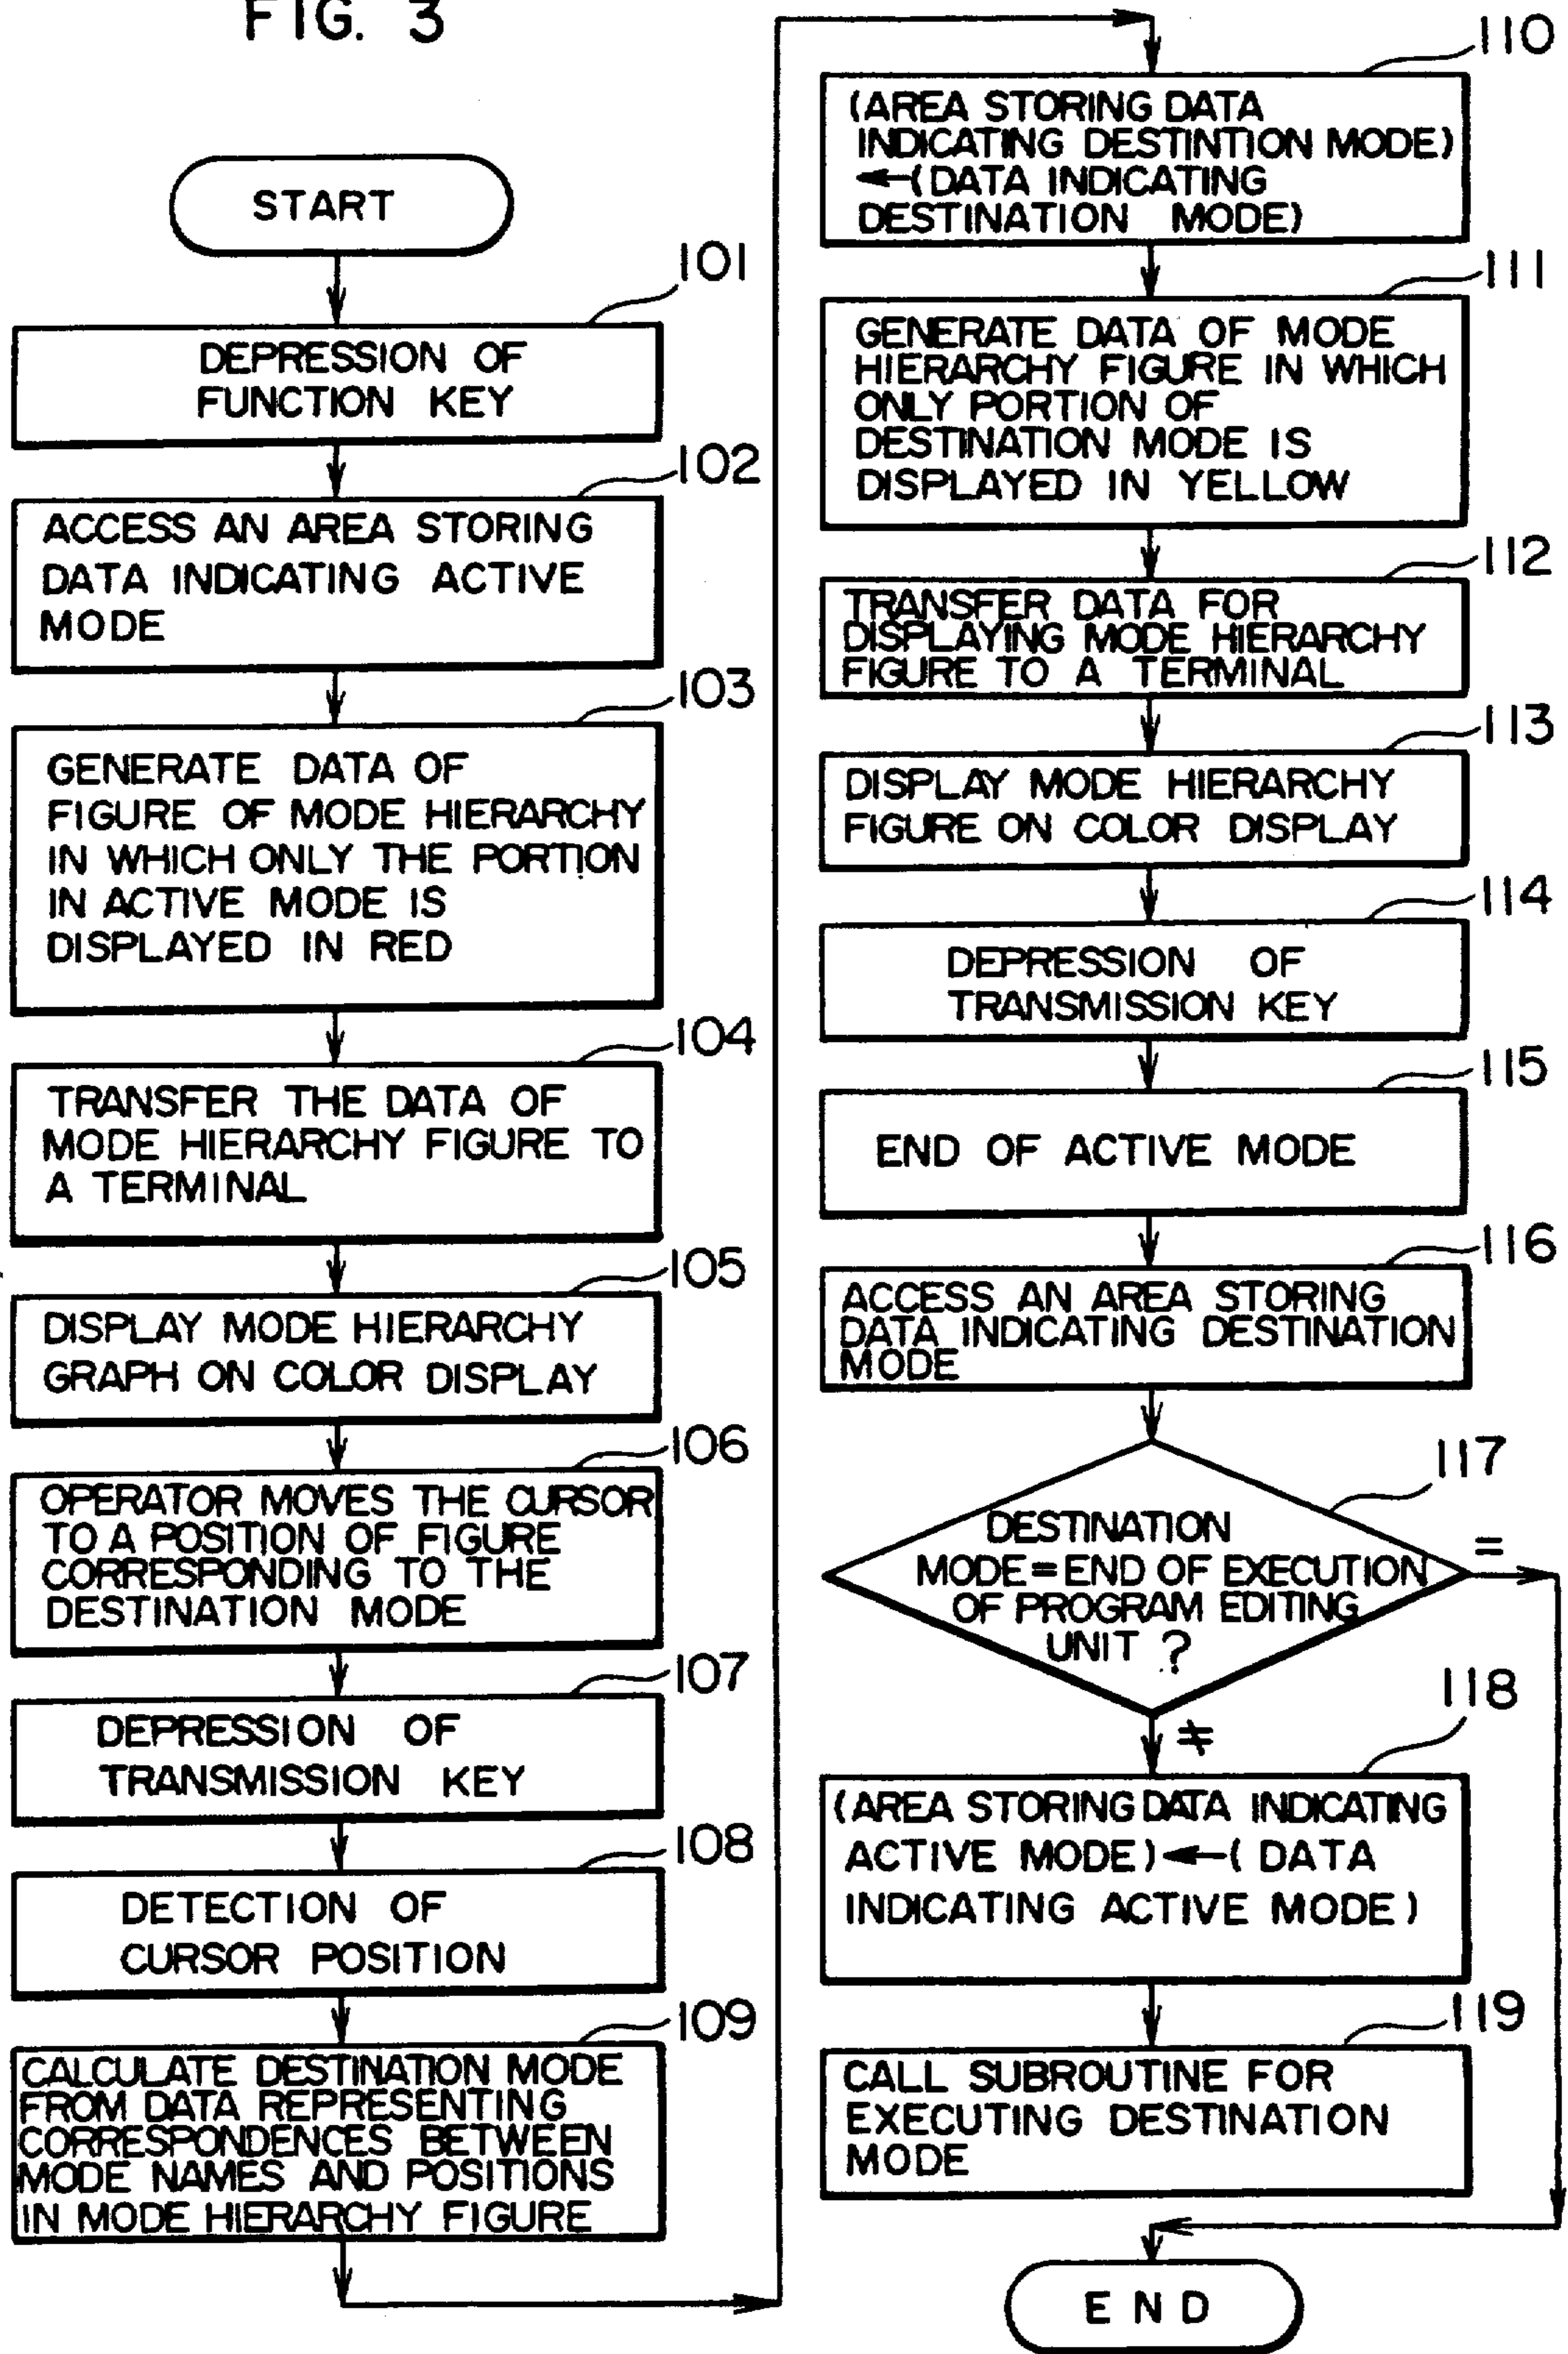 FIG. 3
START
101
DEPRESSION OF
FUNCTION KEY
102
ACCESS AN AREA STORING
DATA INDICATING ACTIVE
MODE
103
GENERATE DATA OF
FIGURE OF MODE HIERARCHY
IN WHICH ONLY THE PORTION
IN ACTIVE MODE IS
DISPLAYED IN RED
104
TRANSFER THE DATA OF
MODE HIERARCHY FIGURE TO
A TERMINAL
105
DISPLAY MODE HIERARCHY
GRAPH ON COLOR DISPLAY
106
OPERATOR MOVES THE CURSOR
TO A POSITION OF FIGURE
CORRESPONDING TO THE
DESTINATION MODE
107
DEPRESSION OF
TRANSMISSION KEY
108
DETECTION OF
CURSOR POSITION
109
CALCULATE DESTINATION MODE
FROM DATA REPRESENTING
CORRESPONDENCES BETWEEN
MODE NAMES AND POSITIONS
IN MODE HIERARCHY FIGURE
110
(AREA STORING DATA
INDICATING DESTINTION MODE)
←(DATA INDICATING
DESTINATION MODE)
111
GENERATE DATA OF MODE
HIERARCHY FIGURE IN WHICH
ONLY PORTION OF
DESTINATION MODE IS
DISPLAYED IN YELLOW
112
TRANSFER DATA FOR
DISPLAYING MODE HIERARCHY
FIGURE TO A TERMINAL
113
DISPLAY MODE HIERARCHY
FIGURE ON COLOR DISPLAY
114
DEPRESSION OF
TRANSMISSION KEY
115
END OF ACTIVE MODE
116
ACCESS AN AREA STORING
DATA INDICATING DESTINATION
MODE
117
DESTINATION
MODE=END OF EXECUTION
OF PROGRAM EDITING
UNIT ?
=
≠
118
(AREA STORING DATA INDICATING
ACTIVE MODE)←( DATA
INDICATING ACTIVE MODE)
119
CALL SUBROUTINE FOR
EXECUTING DESTINATION
MODE
END